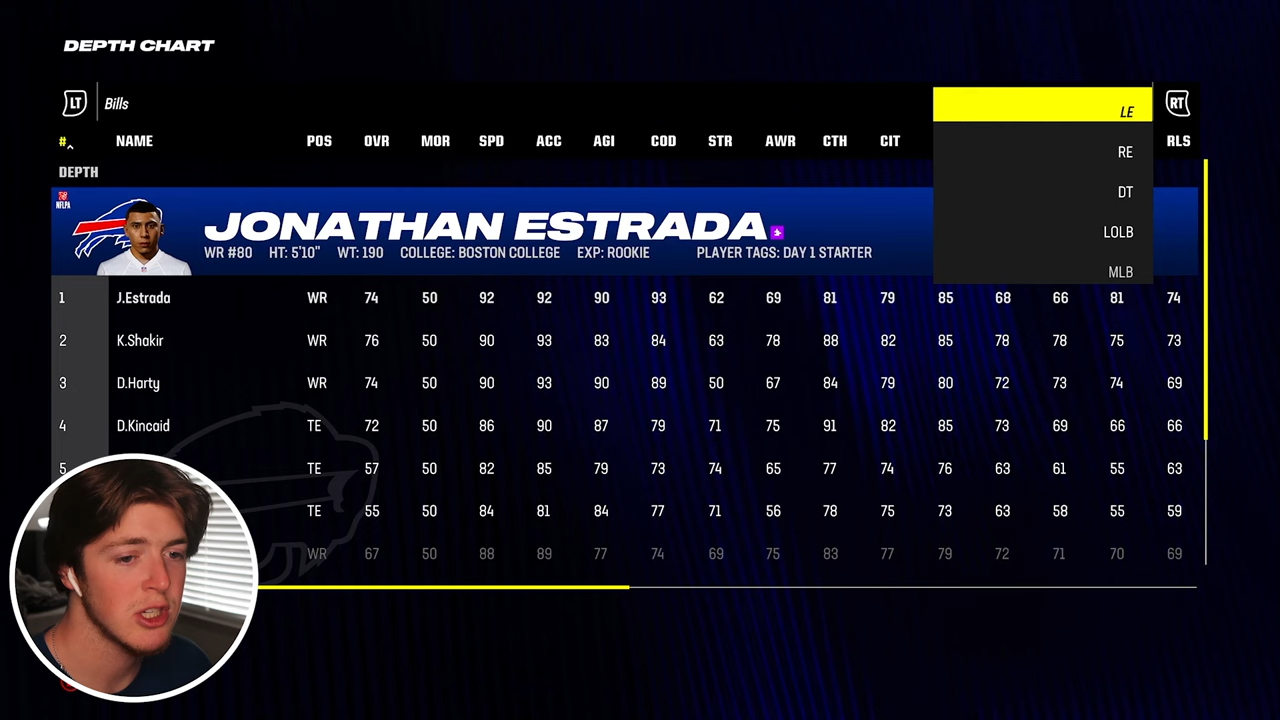 DEPTH CHART
LT Bills LE RT
# NAME POS OVR MOR SPD ACC AGI COD STR AWR CTH CIT RE RLS
DEPTH DT
NFLPA
JONATHAN ESTRADA LOLB
WR #80 HT: 5'10" WT: 190 COLLEGE: BOSTON COLLEGE EXP: ROOKIE PLAYER TAGS: DAY 1 STARTER
MLB
1 J.Estrada WR 74 50 92 92 90 93 62 69 81 79 85 68 66 81 74
2 K.Shakir WR 76 50 90 93 83 84 63 78 88 82 85 78 78 75 73
3 D.Harty WR 74 50 90 93 90 89 50 67 84 79 80 72 73 74 69
4 D.Kincaid TE 72 50 86 90 87 79 71 75 91 82 85 73 69 66 66
5 TE 57 50 82 85 79 73 74 65 77 74 76 63 61 55 63
TE 55 50 84 81 84 77 71 56 78 75 73 63 58 55 59
WR 67 50 88 89 77 74 69 75 83 77 79 72 71 70 69